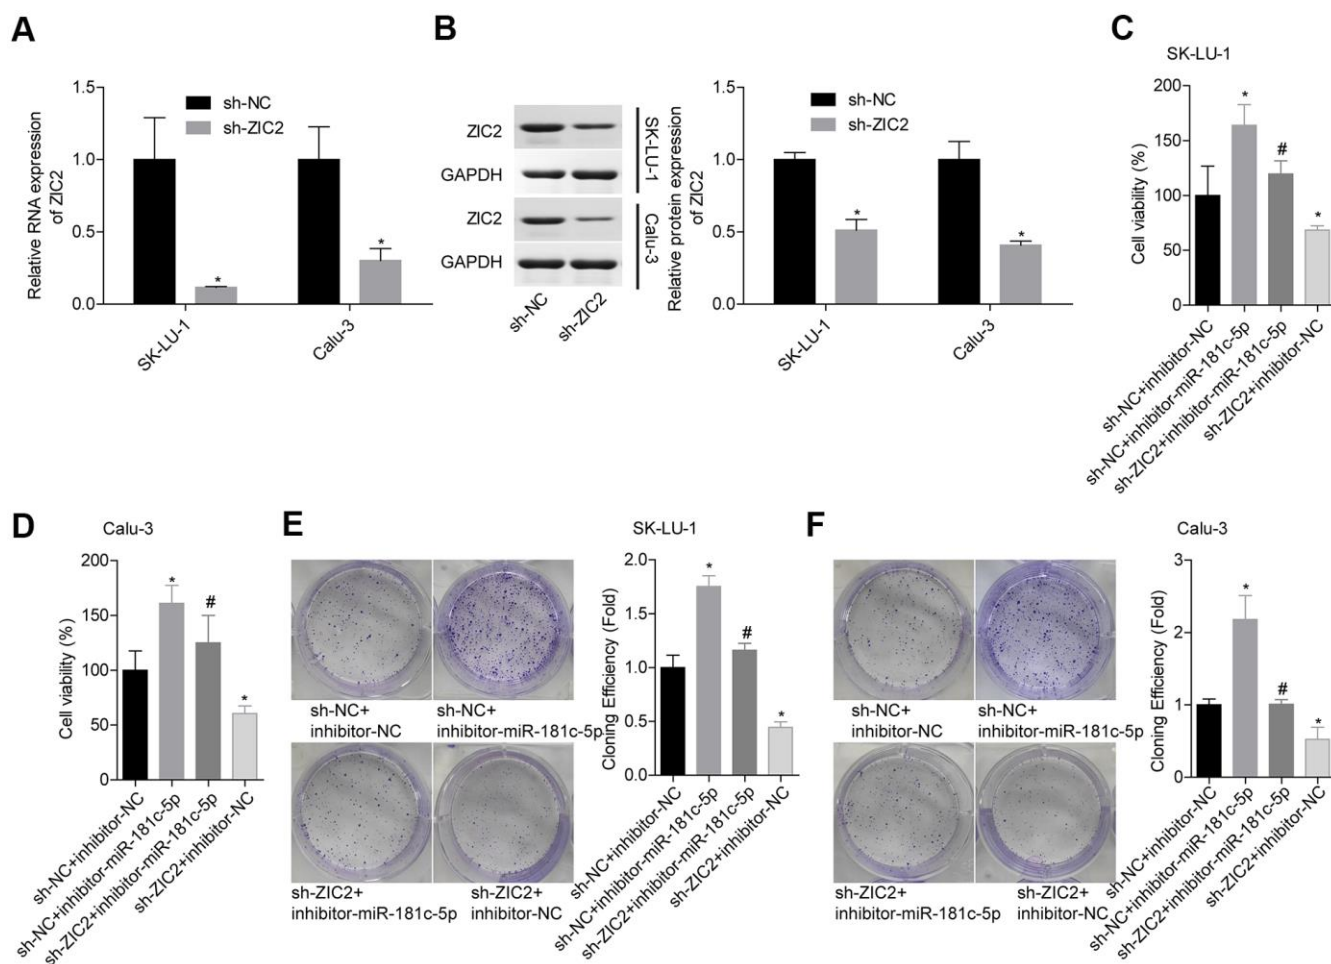 A
Relative RNA expression
of ZIC2
1.5
1.0
0.5
0.0
sh-NC
sh-ZIC2
*
*
SK-LU-1
Calu-3
B
ZIC2
GAPDH
ZIC2
GAPDH
SK-LU-1
Calu-3
sh-NC
sh-ZIC2
Relative protein expression
of ZIC2
1.5
1.0
0.5
0.0
sh-NC
sh-ZIC2
*
*
SK-LU-1
Calu-3
C
SK-LU-1
Cell viability (%)
200
150
100
50
0
*
#
*
sh-NC+inhibitor-NC
sh-NC+inhibitor-miR-181c-5p
sh-ZIC2+inhibitor-miR-181c-5p
sh-ZIC2+inhibitor-NC
D
Calu-3
Cell viability (%)
200
150
100
50
0
*
#
*
sh-NC+inhibitor-NC
sh-NC+inhibitor-miR-181c-5p
sh-ZIC2+inhibitor-miR-181c-5p
sh-ZIC2+inhibitor-NC
E
sh-NC+
inhibitor-NC
sh-NC+
inhibitor-miR-181c-5p
sh-ZIC2+
inhibitor-miR-181c-5p
sh-ZIC2+
inhibitor-NC
SK-LU-1
Cloning Efficiency (Fold)
2.0
1.5
1.0
0.5
0.0
*
#
*
sh-NC+inhibitor-NC
sh-NC+inhibitor-miR-181c-5p
sh-ZIC2+inhibitor-miR-181c-5p
sh-ZIC2+inhibitor-NC
F
sh-NC+
inhibitor-NC
sh-NC+
inhibitor-miR-181c-5p
sh-ZIC2+
inhibitor-miR-181c-5p
sh-ZIC2+
inhibitor-NC
Calu-3
Cloning Efficiency (Fold)
3
2
1
0
*
#
*
sh-NC+inhibitor-NC
sh-NC+inhibitor-miR-181c-5p
sh-ZIC2+inhibitor-miR-181c-5p
sh-ZIC2+inhibitor-NC